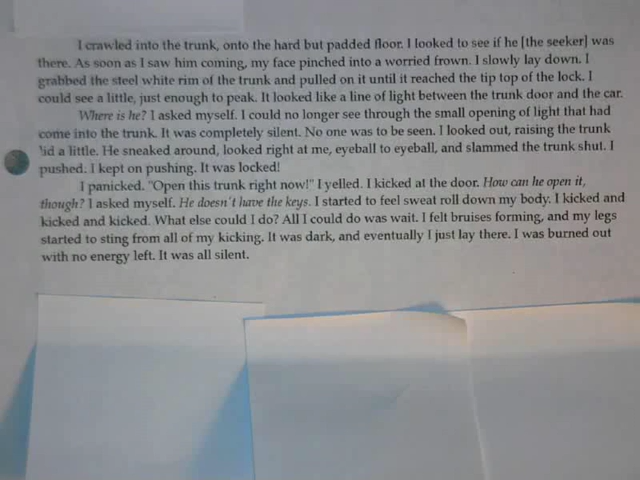 I crawled into the trunk, onto the hard but padded floor. I looked to see if he [the seeker] was
there. As soon as I saw him coming, my face pinched into a worried frown. I slowly lay down. I
grabbed the steel white rim of the trunk and pulled on it until it reached the tip top of the lock. I
could see a little, just enough to peak. It looked like a line of light between the trunk door and the car.
Where is he? I asked myself. I could no longer see through the small opening of light that had
come into the trunk. It was completely silent. No one was to be seen. I looked out, raising the trunk
lid a little. He sneaked around, looked right at me, eyeball to eyeball, and slammed the trunk shut. I
pushed. I kept on pushing. It was locked!
I panicked. "Open this trunk right now!" I yelled. I kicked at the door. How can he open it,
though? I asked myself. He doesn't have the keys. I started to feel sweat roll down my body. I kicked and
kicked and kicked. What else could I do? All I could do was wait. I felt bruises forming, and my legs
started to sting from all of my kicking. It was dark, and eventually I just lay there. I was burned out
with no energy left. It was all silent.